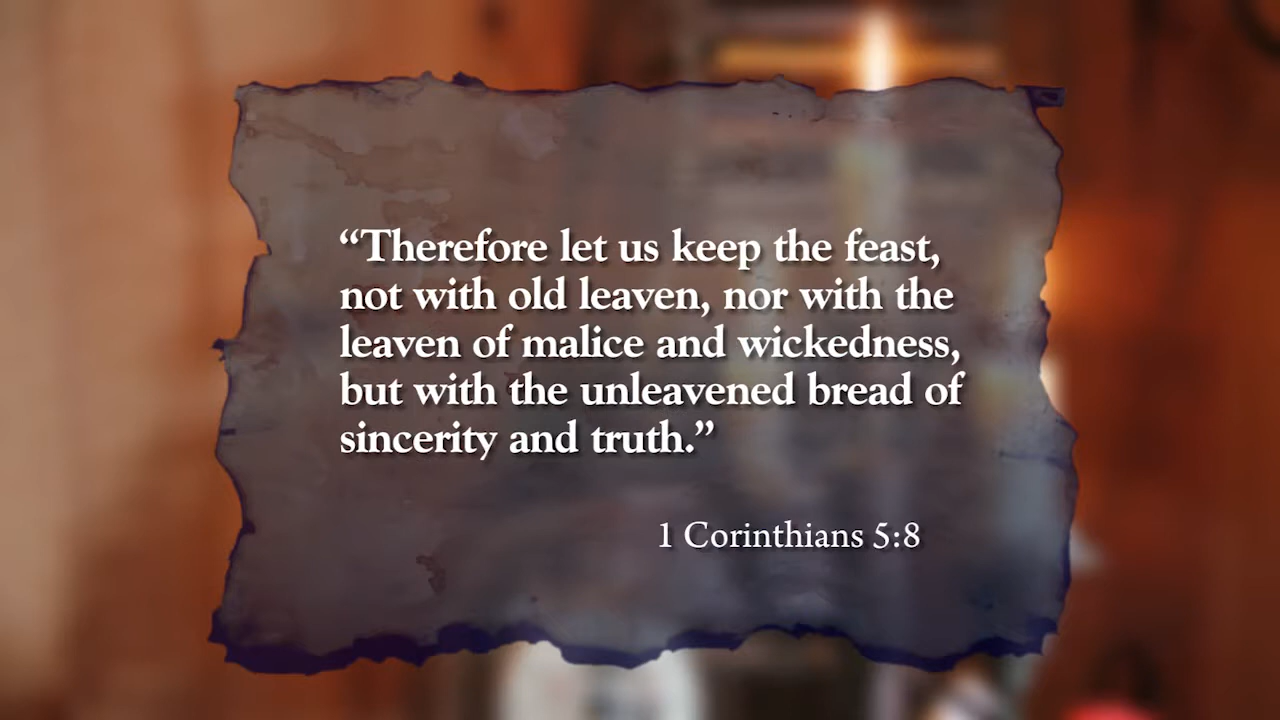 “Therefore let us keep the feast,
not with old leaven, nor with the
leaven of malice and wickedness,
but with the unleavened bread of
sincerity and truth.”
1 Corinthians 5:8